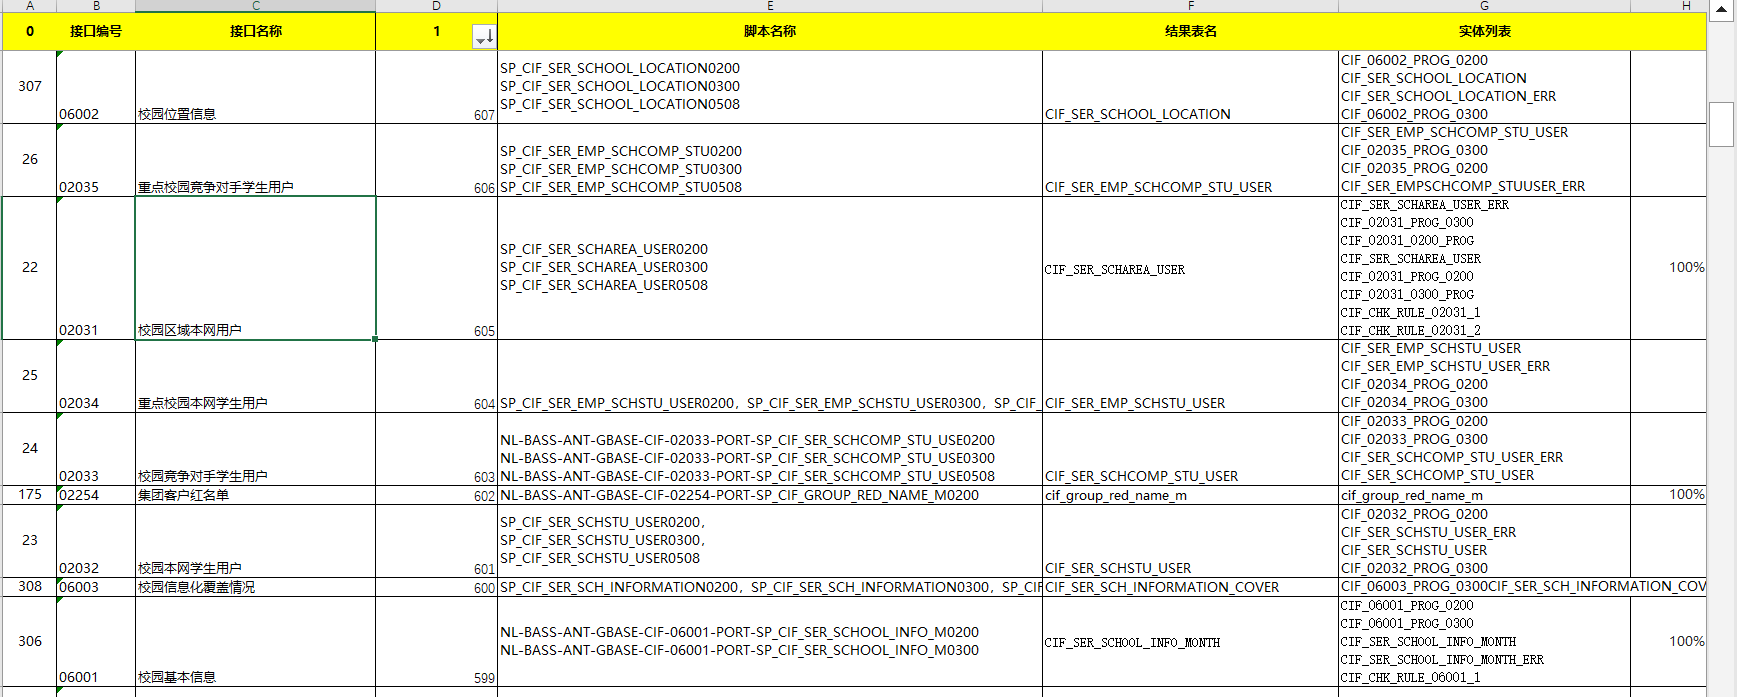 A B C D E F G H
0 接口编号 接口名称 1 脚本名称 结果表名 实体列表
307 06002 校园位置信息 607
SP_CIF_SER_SCHOOL_LOCATION0200
SP_CIF_SER_SCHOOL_LOCATION0300
SP_CIF_SER_SCHOOL_LOCATION0508
CIF_SER_SCHOOL_LOCATION
CIF_06002_PROG_0200
CIF_SER_SCHOOL_LOCATION
CIF_SER_SCHOOL_LOCATION_ERR
CIF_06002_PROG_0300
26 02035 重点校园竞争对手学生用户 606
SP_CIF_SER_EMP_SCHCOMP_STU0200
SP_CIF_SER_EMP_SCHCOMP_STU0300
SP_CIF_SER_EMP_SCHCOMP_STU0508
CIF_SER_EMP_SCHCOMP_STU_USER
CIF_SER_EMP_SCHCOMP_STU_USER
CIF_02035_PROG_0300
CIF_02035_PROG_0200
CIF_SER_EMPSCHCOMP_STUUSER_ERR
22 02031 校园区域本网用户 605
SP_CIF_SER_SCHAREA_USER0200
SP_CIF_SER_SCHAREA_USER0300
SP_CIF_SER_SCHAREA_USER0508
CIF_SER_SCHAREA_USER
CIF_SER_SCHAREA_USER_ERR
CIF_02031_PROG_0300
CIF_02031_0200_PROG
CIF_SER_SCHAREA_USER
CIF_02031_PROG_0200
CIF_02031_0300_PROG
CIF_CHK_RULE_02031_1
CIF_CHK_RULE_02031_2
100%
25 02034 重点校园本网学生用户 604
SP_CIF_SER_EMP_SCHSTU_USER0200，SP_CIF_SER_EMP_SCHSTU_USER0300，SP_CIF_
CIF_SER_EMP_SCHSTU_USER
CIF_SER_EMP_SCHSTU_USER
CIF_SER_EMP_SCHSTU_USER_ERR
CIF_02034_PROG_0200
CIF_02034_PROG_0300
24 02033 校园竞争对手学生用户 603
NL-BASS-ANT-GBASE-CIF-02033-PORT-SP_CIF_SER_SCHCOMP_STU_USE0200
NL-BASS-ANT-GBASE-CIF-02033-PORT-SP_CIF_SER_SCHCOMP_STU_USE0300
NL-BASS-ANT-GBASE-CIF-02033-PORT-SP_CIF_SER_SCHCOMP_STU_USE0508
CIF_SER_SCHCOMP_STU_USER
CIF_02033_PROG_0200
CIF_02033_PROG_0300
CIF_SER_SCHCOMP_STU_USER_ERR
CIF_SER_SCHCOMP_STU_USER
175 02254 集团客户红名单 602 NL-BASS-ANT-GBASE-CIF-02254-PORT-SP_CIF_GROUP_RED_NAME_M0200 cif_group_red_name_m cif_group_red_name_m 100%
23 02032 校园本网学生用户 601
SP_CIF_SER_SCHSTU_USER0200，
SP_CIF_SER_SCHSTU_USER0300，
SP_CIF_SER_SCHSTU_USER0508
CIF_SER_SCHSTU_USER
CIF_02032_PROG_0200
CIF_SER_SCHSTU_USER_ERR
CIF_SER_SCHSTU_USER
CIF_02032_PROG_0300
308 06003 校园信息化覆盖情况 600 SP_CIF_SER_SCH_INFORMATION0200，SP_CIF_SER_SCH_INFORMATION0300，SP_CIF CIF_SER_SCH_INFORMATION_COVER CIF_06003_PROG_0300CIF_SER_SCH_INFORMATION_COV
306 06001 校园基本信息 599
NL-BASS-ANT-GBASE-CIF-06001-PORT-SP_CIF_SER_SCHOOL_INFO_M0200
NL-BASS-ANT-GBASE-CIF-06001-PORT-SP_CIF_SER_SCHOOL_INFO_M0300
CIF_SER_SCHOOL_INFO_MONTH
CIF_06001_PROG_0200
CIF_06001_PROG_0300
CIF_SER_SCHOOL_INFO_MONTH
CIF_SER_SCHOOL_INFO_MONTH_ERR
CIF_CHK_RULE_06001_1
100%